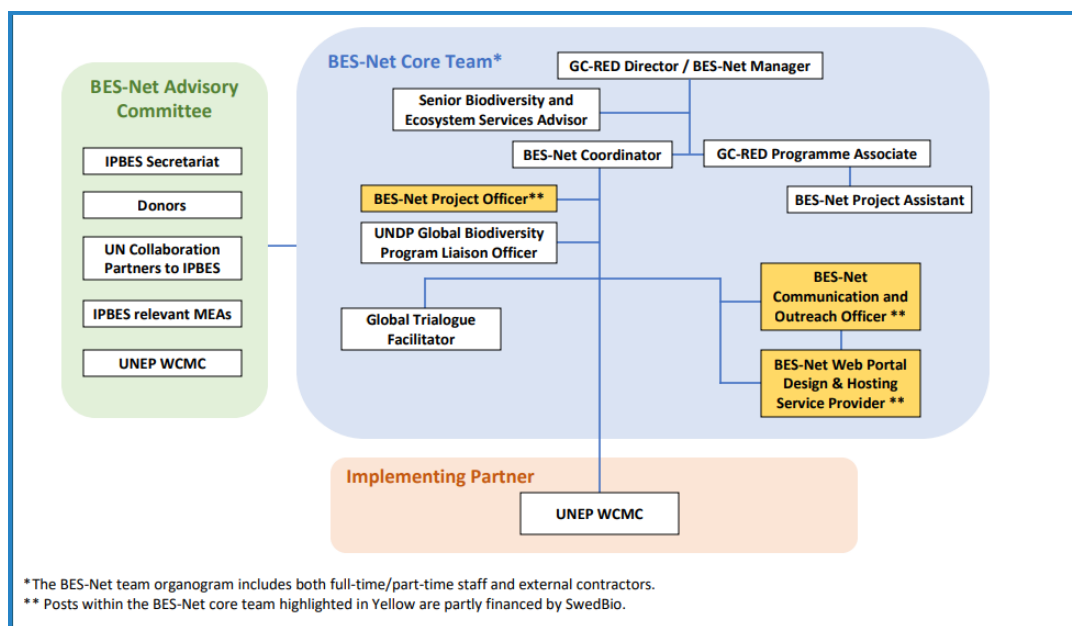 BES-Net Advisory
Committee
IPBES Secretariat
Donors
UN Collaboration
Partners to IPBES
IPBES relevant MEAs
UNEP WCMC
BES-Net Core Team*
GC-RED Director / BES-Net Manager
Senior Biodiversity and
Ecosystem Services Advisor
BES-Net Coordinator
GC-RED Programme Associate
BES-Net Project Officer**
BES-Net Project Assistant
UNDP Global Biodiversity
Program Liaison Officer
Global Trialogue
Facilitator
BES-Net
Communication and
Outreach Officer **
BES-Net Web Portal
Design & Hosting
Service Provider **
Implementing Partner
UNEP WCMC
*The BES-Net team organogram includes both full-time/part-time staff and external contractors.
** Posts within the BES-Net core team highlighted in Yellow are partly financed by SwedBio.